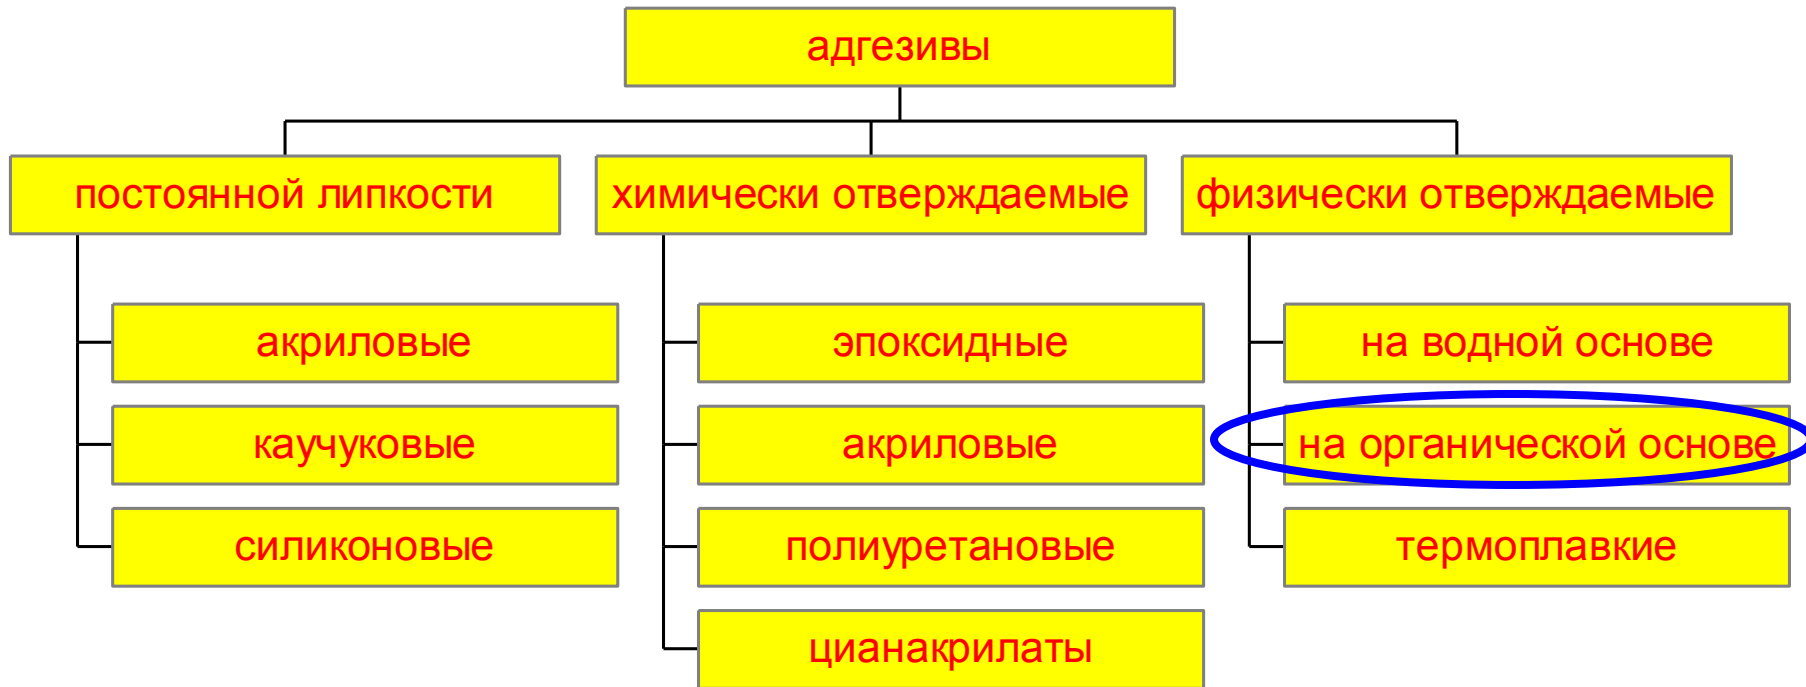 адгезивы
постоянной липкости
химически отверждаемые
физически отверждаемые
акриловые
эпоксидные
на водной основе
каучуковые
акриловые
на органической основе
силиконовые
полиуретановые
термоплавкие
цианакрилаты